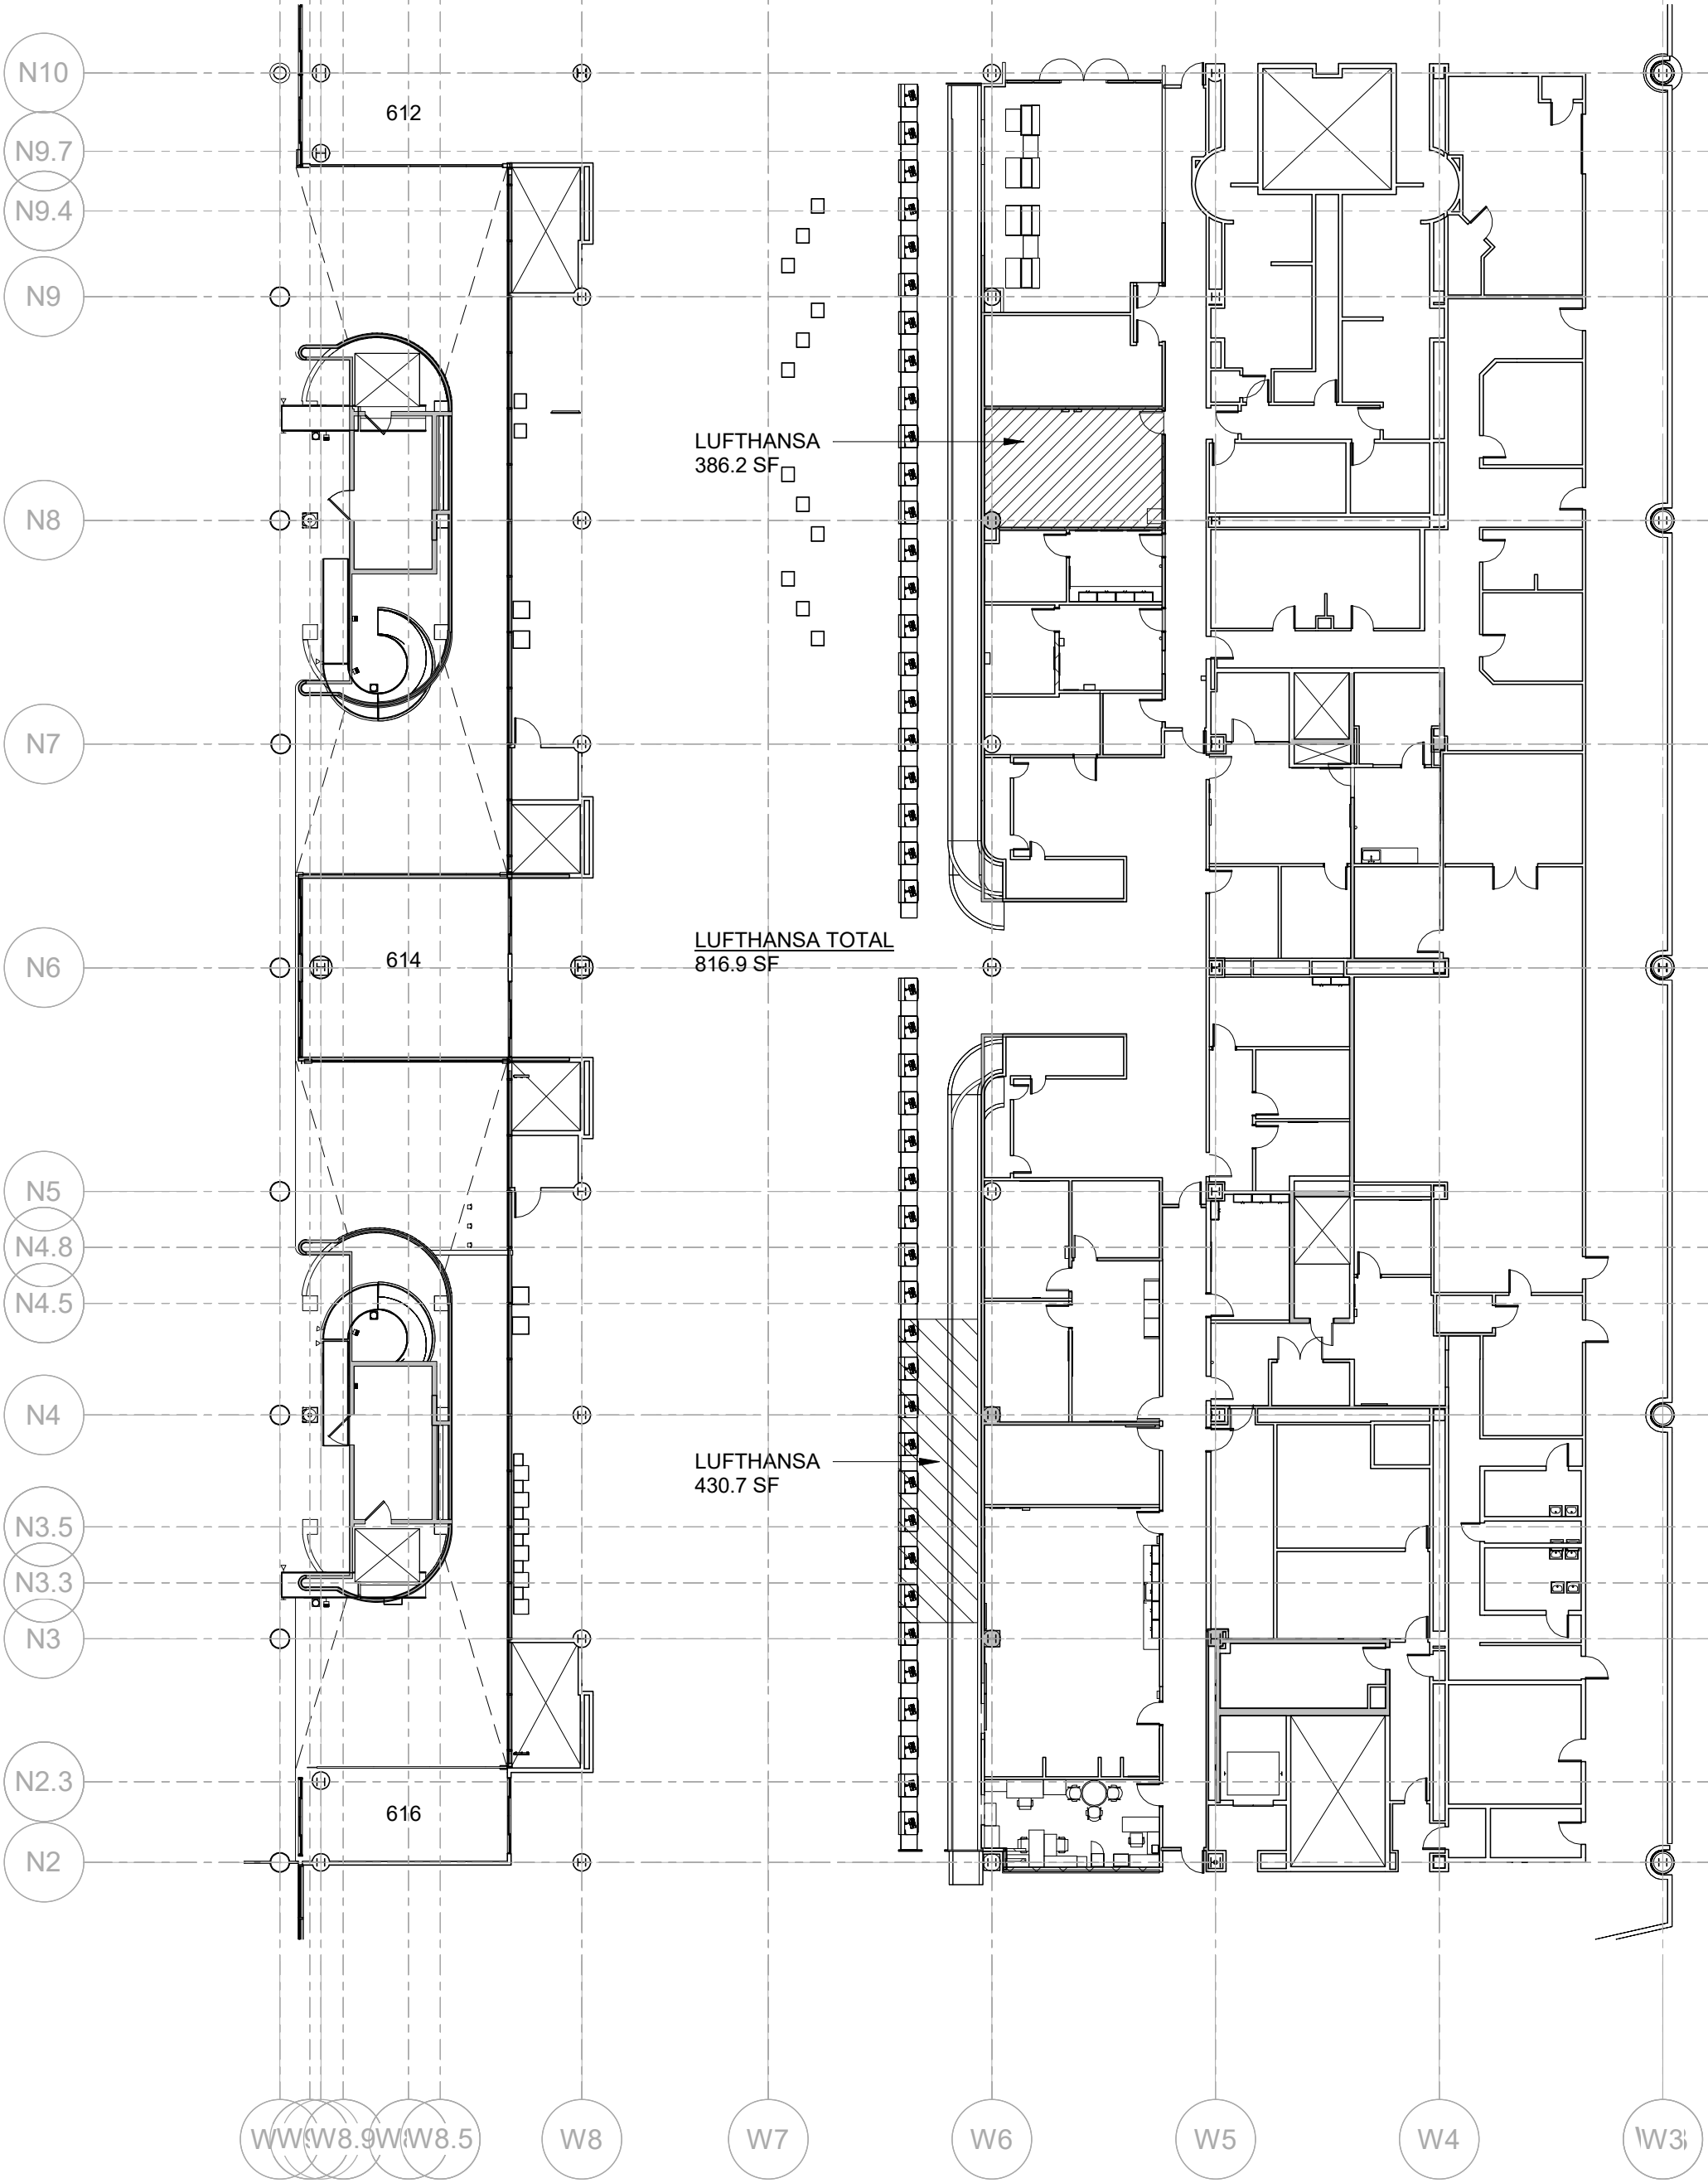 N10
612
N9.7
N9.4
N9
LUFTHANSA
386.2 SF
N8
N7
LUFTHANSA TOTAL
816.9 SF
614
N6
N5
N4.8
N4.5
N4
LUFTHANSA
430.7 SF
N3.5
N3.3
N3
N2.3
616
N2
W8.9
W8.5
W8
W7
W6
W5
W4
W3